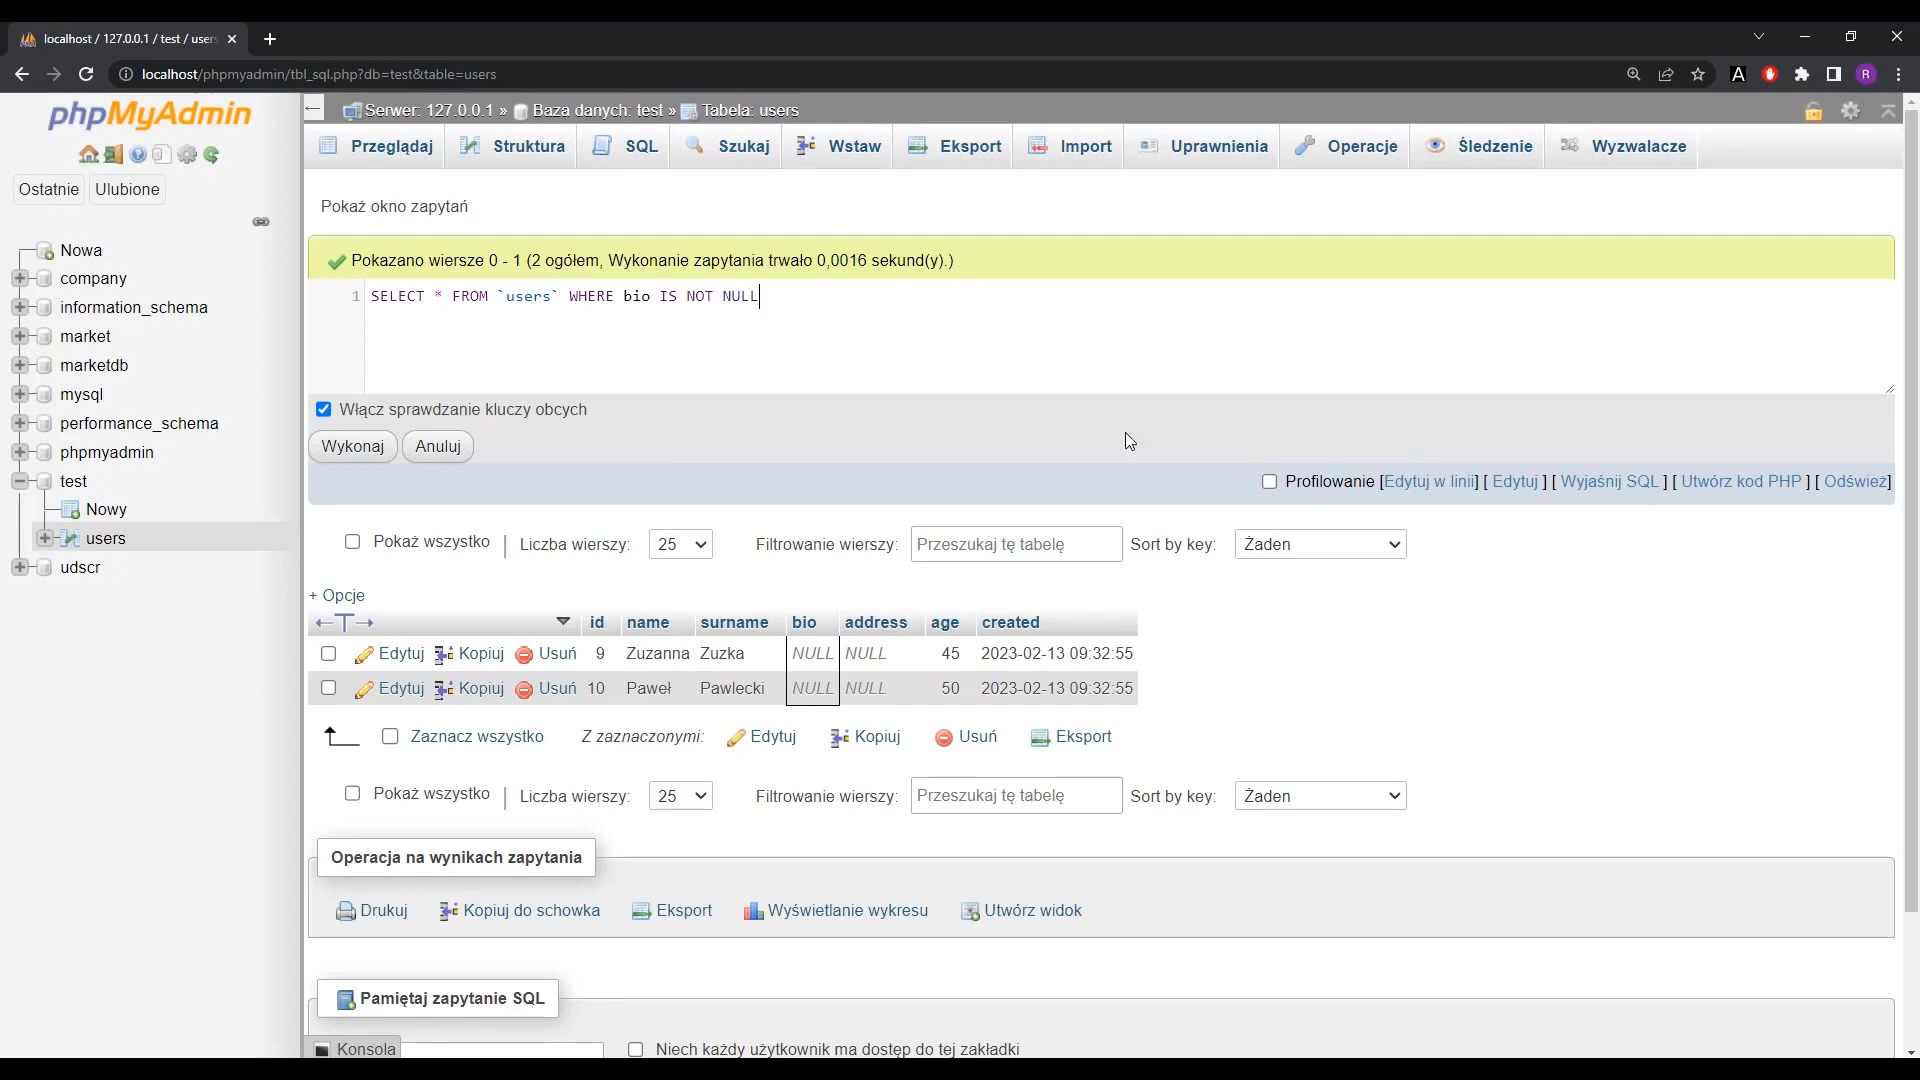 localhost / 127.0.0.1 / test / users
localhost/phpmyadmin/tbl_sql.php?db=test&table=users
A
R
phpMyAdmin
Ostatnie Ulubione
Nowa
company
information_schema
market
marketdb
mysql
performance_schema
phpmyadmin
test
Nowy
users
udscr
Serwer: 127.0.0.1 » Baza danych: test » Tabela: users
Przeglądaj Struktura SQL Szukaj Wstaw Eksport Import Uprawnienia Operacje Śledzenie Wyzwalacze
Pokaż okno zapytań
Pokazano wiersze 0 - 1 (2 ogółem, Wykonanie zapytania trwało 0,0016 sekund(y).)
1 SELECT * FROM `users` WHERE bio IS NOT NULL
Włącz sprawdzanie kluczy obcych
Wykonaj Anuluj
Profilowanie [Edytuj w linii] [ Edytuj ] [ Wyjaśnij SQL ] [ Utwórz kod PHP ] [ Odśwież]
Pokaż wszystko | Liczba wierszy: 25 Filtrowanie wierszy: Przeszukaj tę tabelę Sort by key: Żaden
+ Opcje
←T→ id name surname bio address age created
Edytuj Kopiuj Usuń 9 Zuzanna Zuzka NULL NULL 45 2023-02-13 09:32:55
Edytuj Kopiuj Usuń 10 Paweł Pawlecki NULL NULL 50 2023-02-13 09:32:55
Zaznacz wszystko Z zaznaczonymi: Edytuj Kopiuj Usuń Eksport
Pokaż wszystko | Liczba wierszy: 25 Filtrowanie wierszy: Przeszukaj tę tabelę Sort by key: Żaden
Operacja na wynikach zapytania
Drukuj Kopiuj do schowka Eksport Wyświetlanie wykresu Utwórz widok
Pamiętaj zapytanie SQL
Konsola Niech każdy użytkownik ma dostęp do tej zakładki